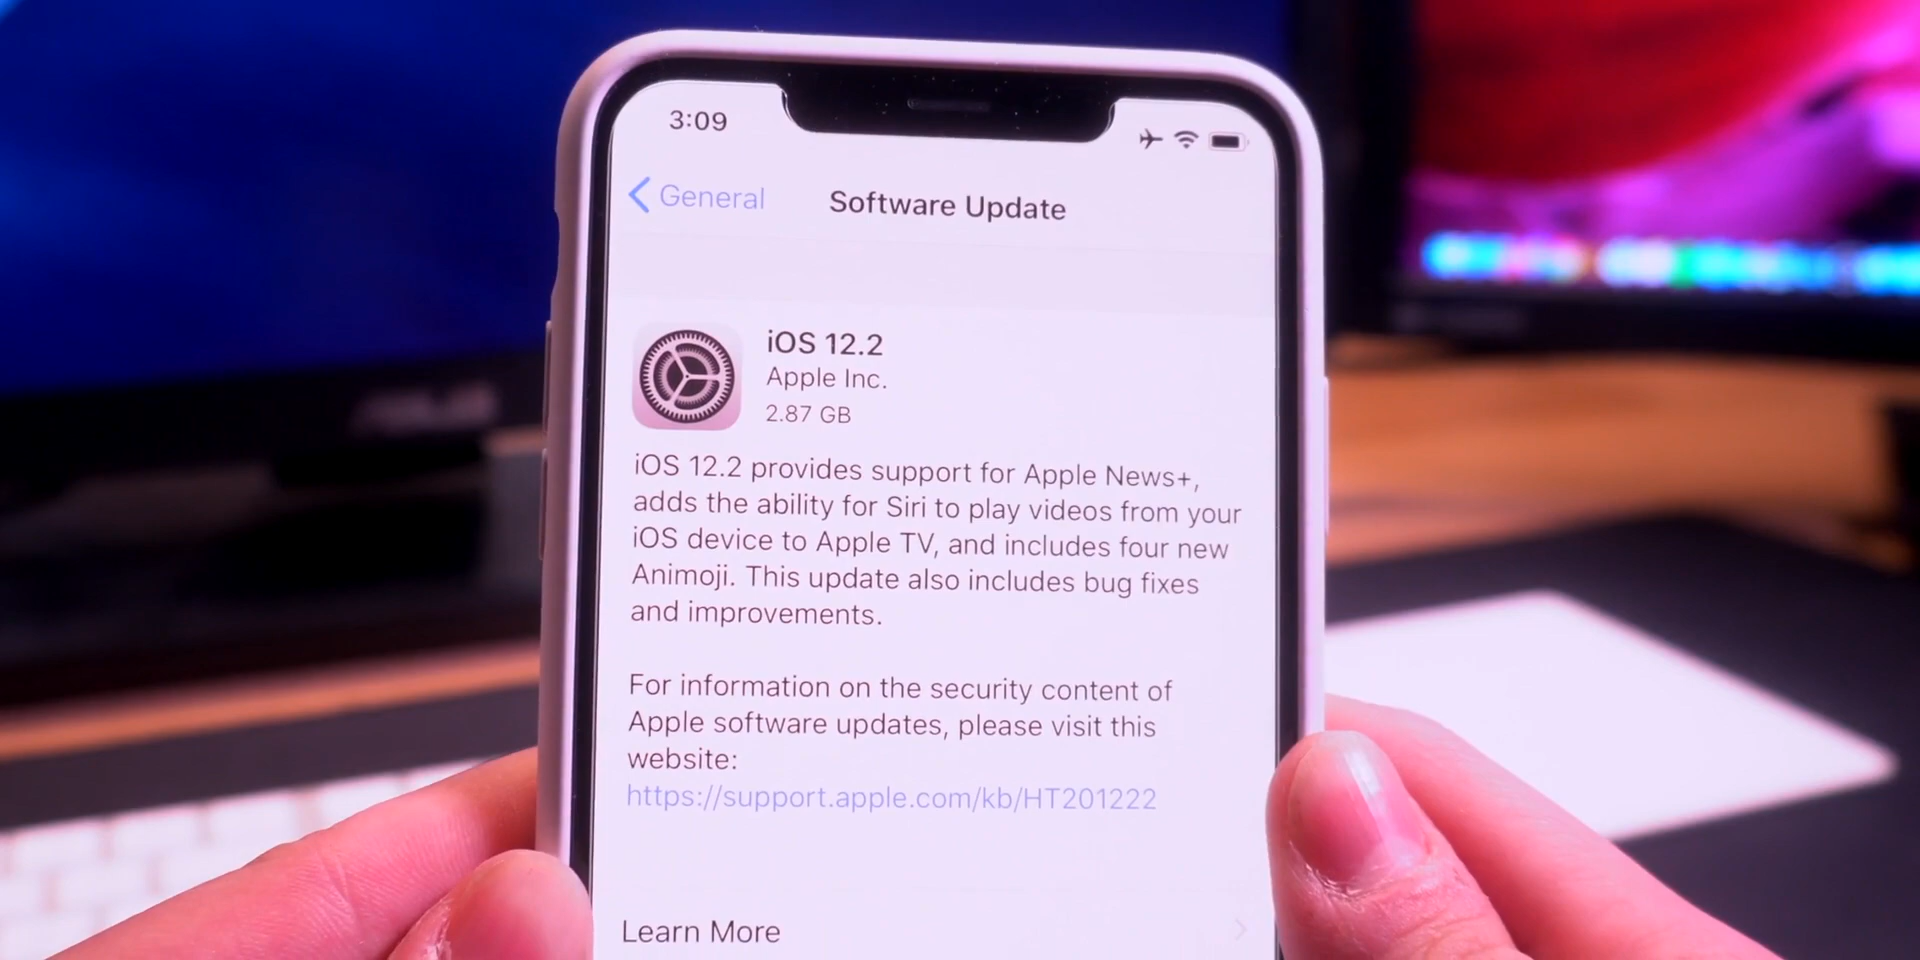 3:09
General
Software Update
iOS 12.2
Apple Inc.
2.87 GB
iOS 12.2 provides support for Apple News+,
adds the ability for Siri to play videos from your
iOS device to Apple TV, and includes four new
Animoji. This update also includes bug fixes
and improvements.
For information on the security content of
Apple software updates, please visit this
website:
https://support.apple.com/kb/HT201222
Learn More